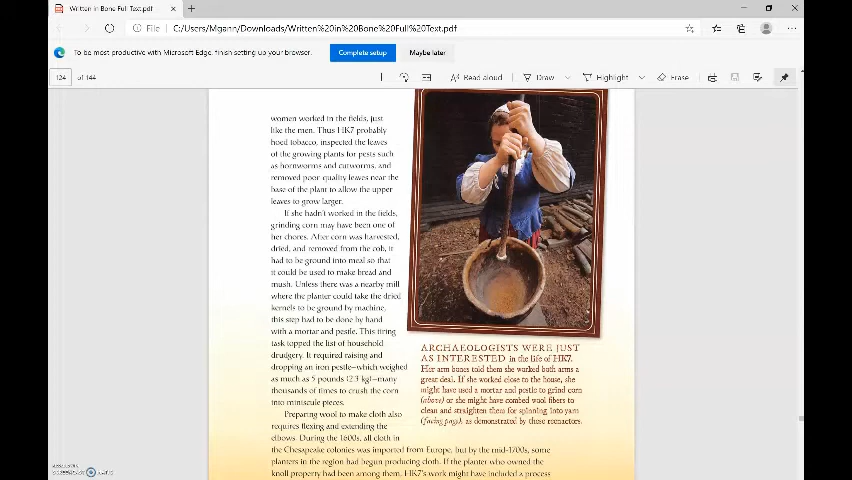 Written in Bone Full Text.pdf
File
C:/Users/Mgann/Downloads/Written%20in%20Bone%20Full%20Text.pdf
To be most productive with Microsoft Edge, finish setting up your browser.
Complete setup
Maybe later
124 of 144
Read aloud
Draw
Highlight
Erase
women worked in the fields, just
like the men. Thus HK7 probably
hoed tobacco, inspected the leaves
of the growing plants for pests such
as hornworms and cutworms, and
removed poor quality leaves near the
base of the plant to allow the upper
leaves to grow larger.
If she hadn't worked in the fields,
grinding corn may have been one of
her chores. After corn was harvested,
dried, and removed from the cob, it
had to be ground into meal so that
it could be used to make bread and
mush. Unless there was a nearby mill
where the planter could take the dried
kernels to be ground by machine,
this step had to be done by hand
with a mortar and pestle. This tiring
task topped the list of household
drudgery. It required raising and
dropping an iron pestle—which weighed
as much as 5 pounds (2.3 kg)—many
thousands of times to crush the corn
into miniscule pieces.
Preparing wool to make cloth also
requires flexing and extending the
elbows. During the 1600s, all cloth in
the Chesapeake colonies was imported from Europe, but by the mid-1700s, some
planters in the region had begun producing cloth. If the planter who owned the
knoll property had been among them, HK7's work might have included a process
ARCHAEOLOGISTS WERE JUST
AS INTERESTED in the life of HK7.
Her arm bones told them she worked both arms a
great deal. If she worked close to the house, she
might have used a mortar and pestle to grind corn
(above) or she might have combed wool fibers to
clean and straighten them for spinning into yarn
(facing page), as demonstrated by these reenactors.